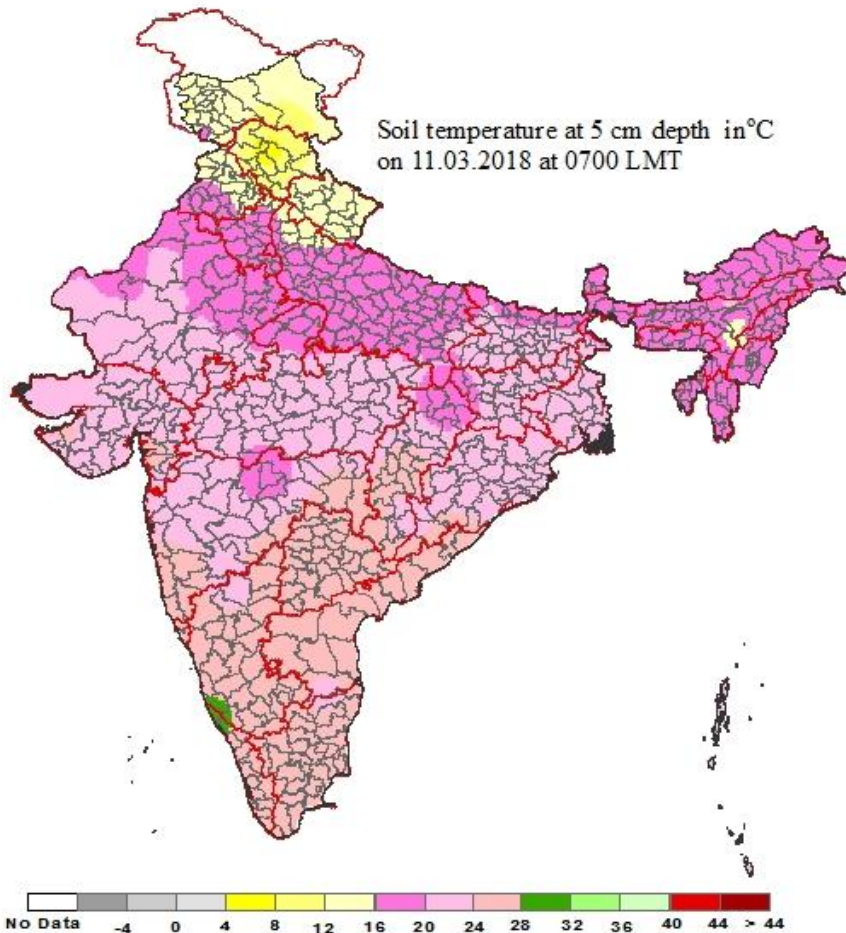 Soil temperature at 5 cm depth in°C
on 11.03.2018 at 0700 LMT
No Data -4 0 4 8 12 16 20 24 28 32 36 40 44 > 44